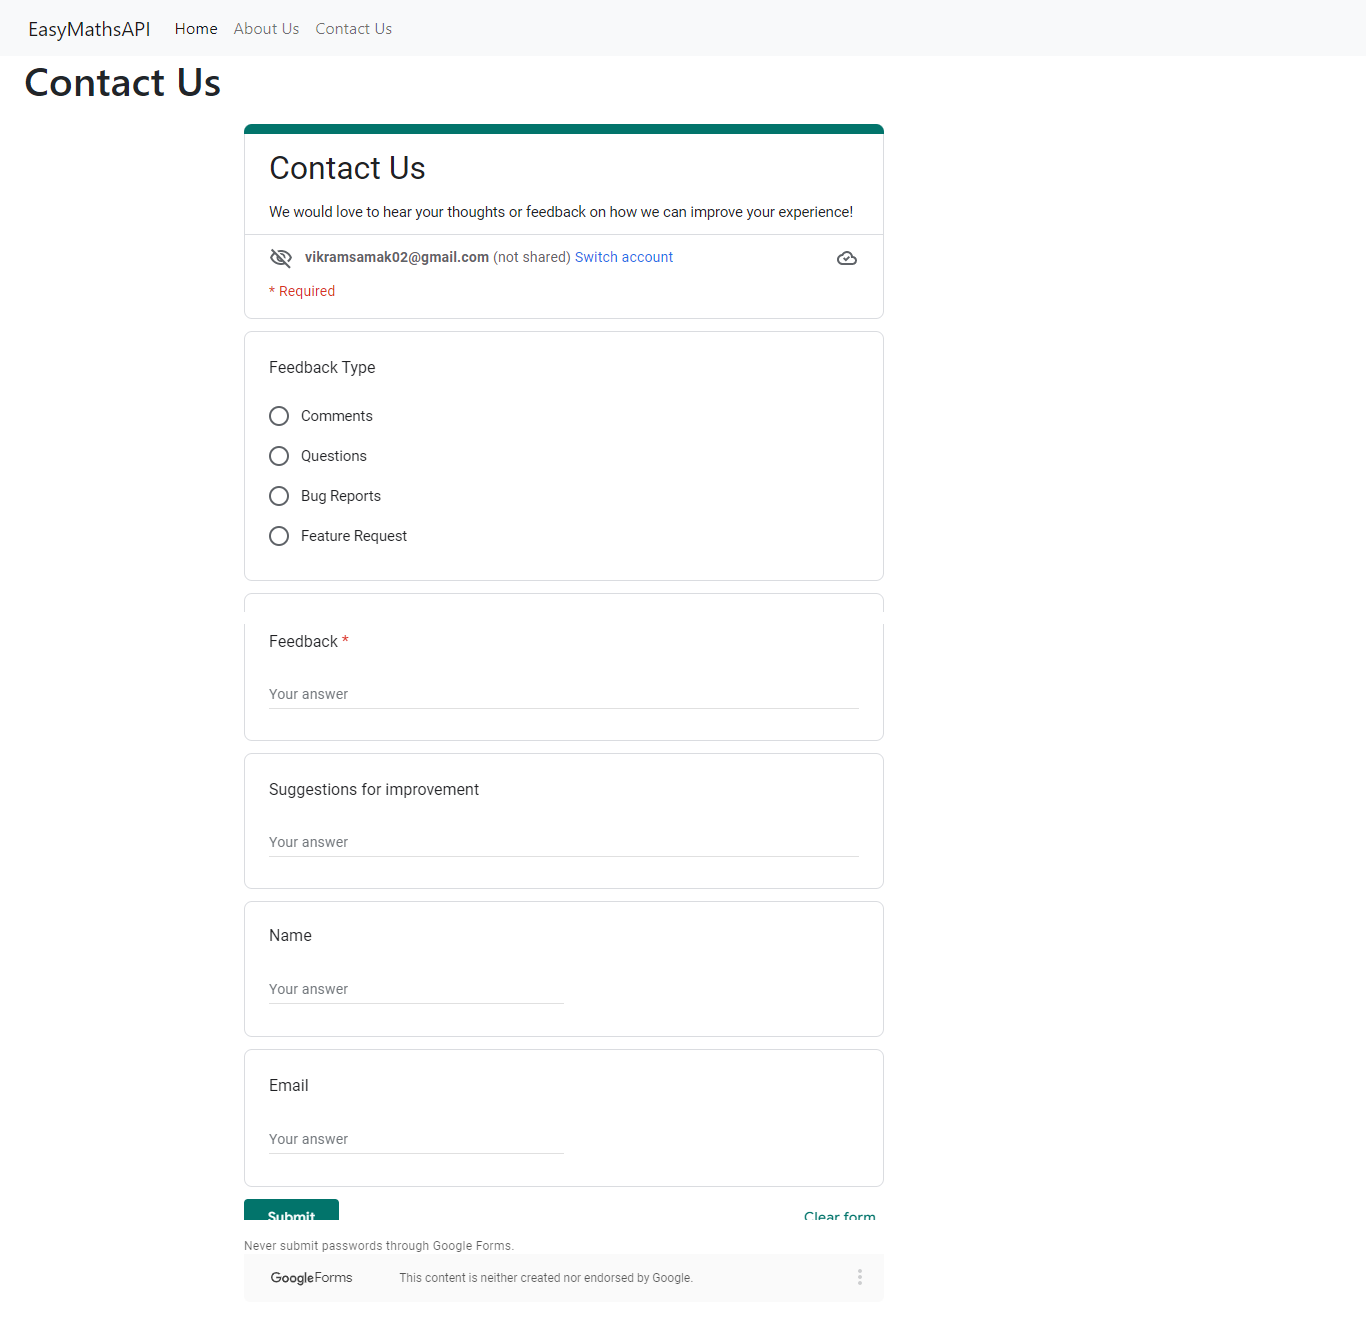 EasyMathsAPI Home About Us Contact Us
Contact Us
Contact Us
We would love to hear your thoughts or feedback on how we can improve your experience!
vikramsamak02@gmail.com (not shared) Switch account
* Required
Feedback Type
Comments
Questions
Bug Reports
Feature Request
Feedback *
Your answer
Suggestions for improvement
Your answer
Name
Your answer
Email
Your answer
Submit Clear form
Never submit passwords through Google Forms.
Google Forms This content is neither created nor endorsed by Google.